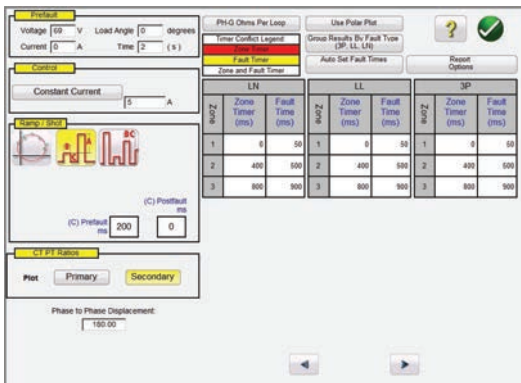 Prefault
Voltage 69 V Load Angle 0 degrees
Current 0 A Time 2 ( s )
Control
Constant Current
5 A
Ramp / Shot
A
BC
(C) Postfault
ms
(C) Prefault
ms
200 0
CT PT Ratios
Plot Primary Secondary
Phase to Phase Displacement:
180.00
PH-G Ohms Per Loop
Use Polar Plot
Timer Conflict Legend:
Zone Timer
Fault Timer
Zone and Fault Timer
Group Results By Fault Type
(3P, LL, LN)
Auto Set Fault Times
?
Report
Options
LN LL 3P
Zone Zone Timer (ms) Fault Time (ms) Zone Zone Timer (ms) Fault Time (ms) Zone Zone Timer (ms) Fault Time (ms)
1 0 50 1 0 50 1 0 50
2 400 500 2 400 500 2 400 500
3 800 900 3 800 900 3 800 900